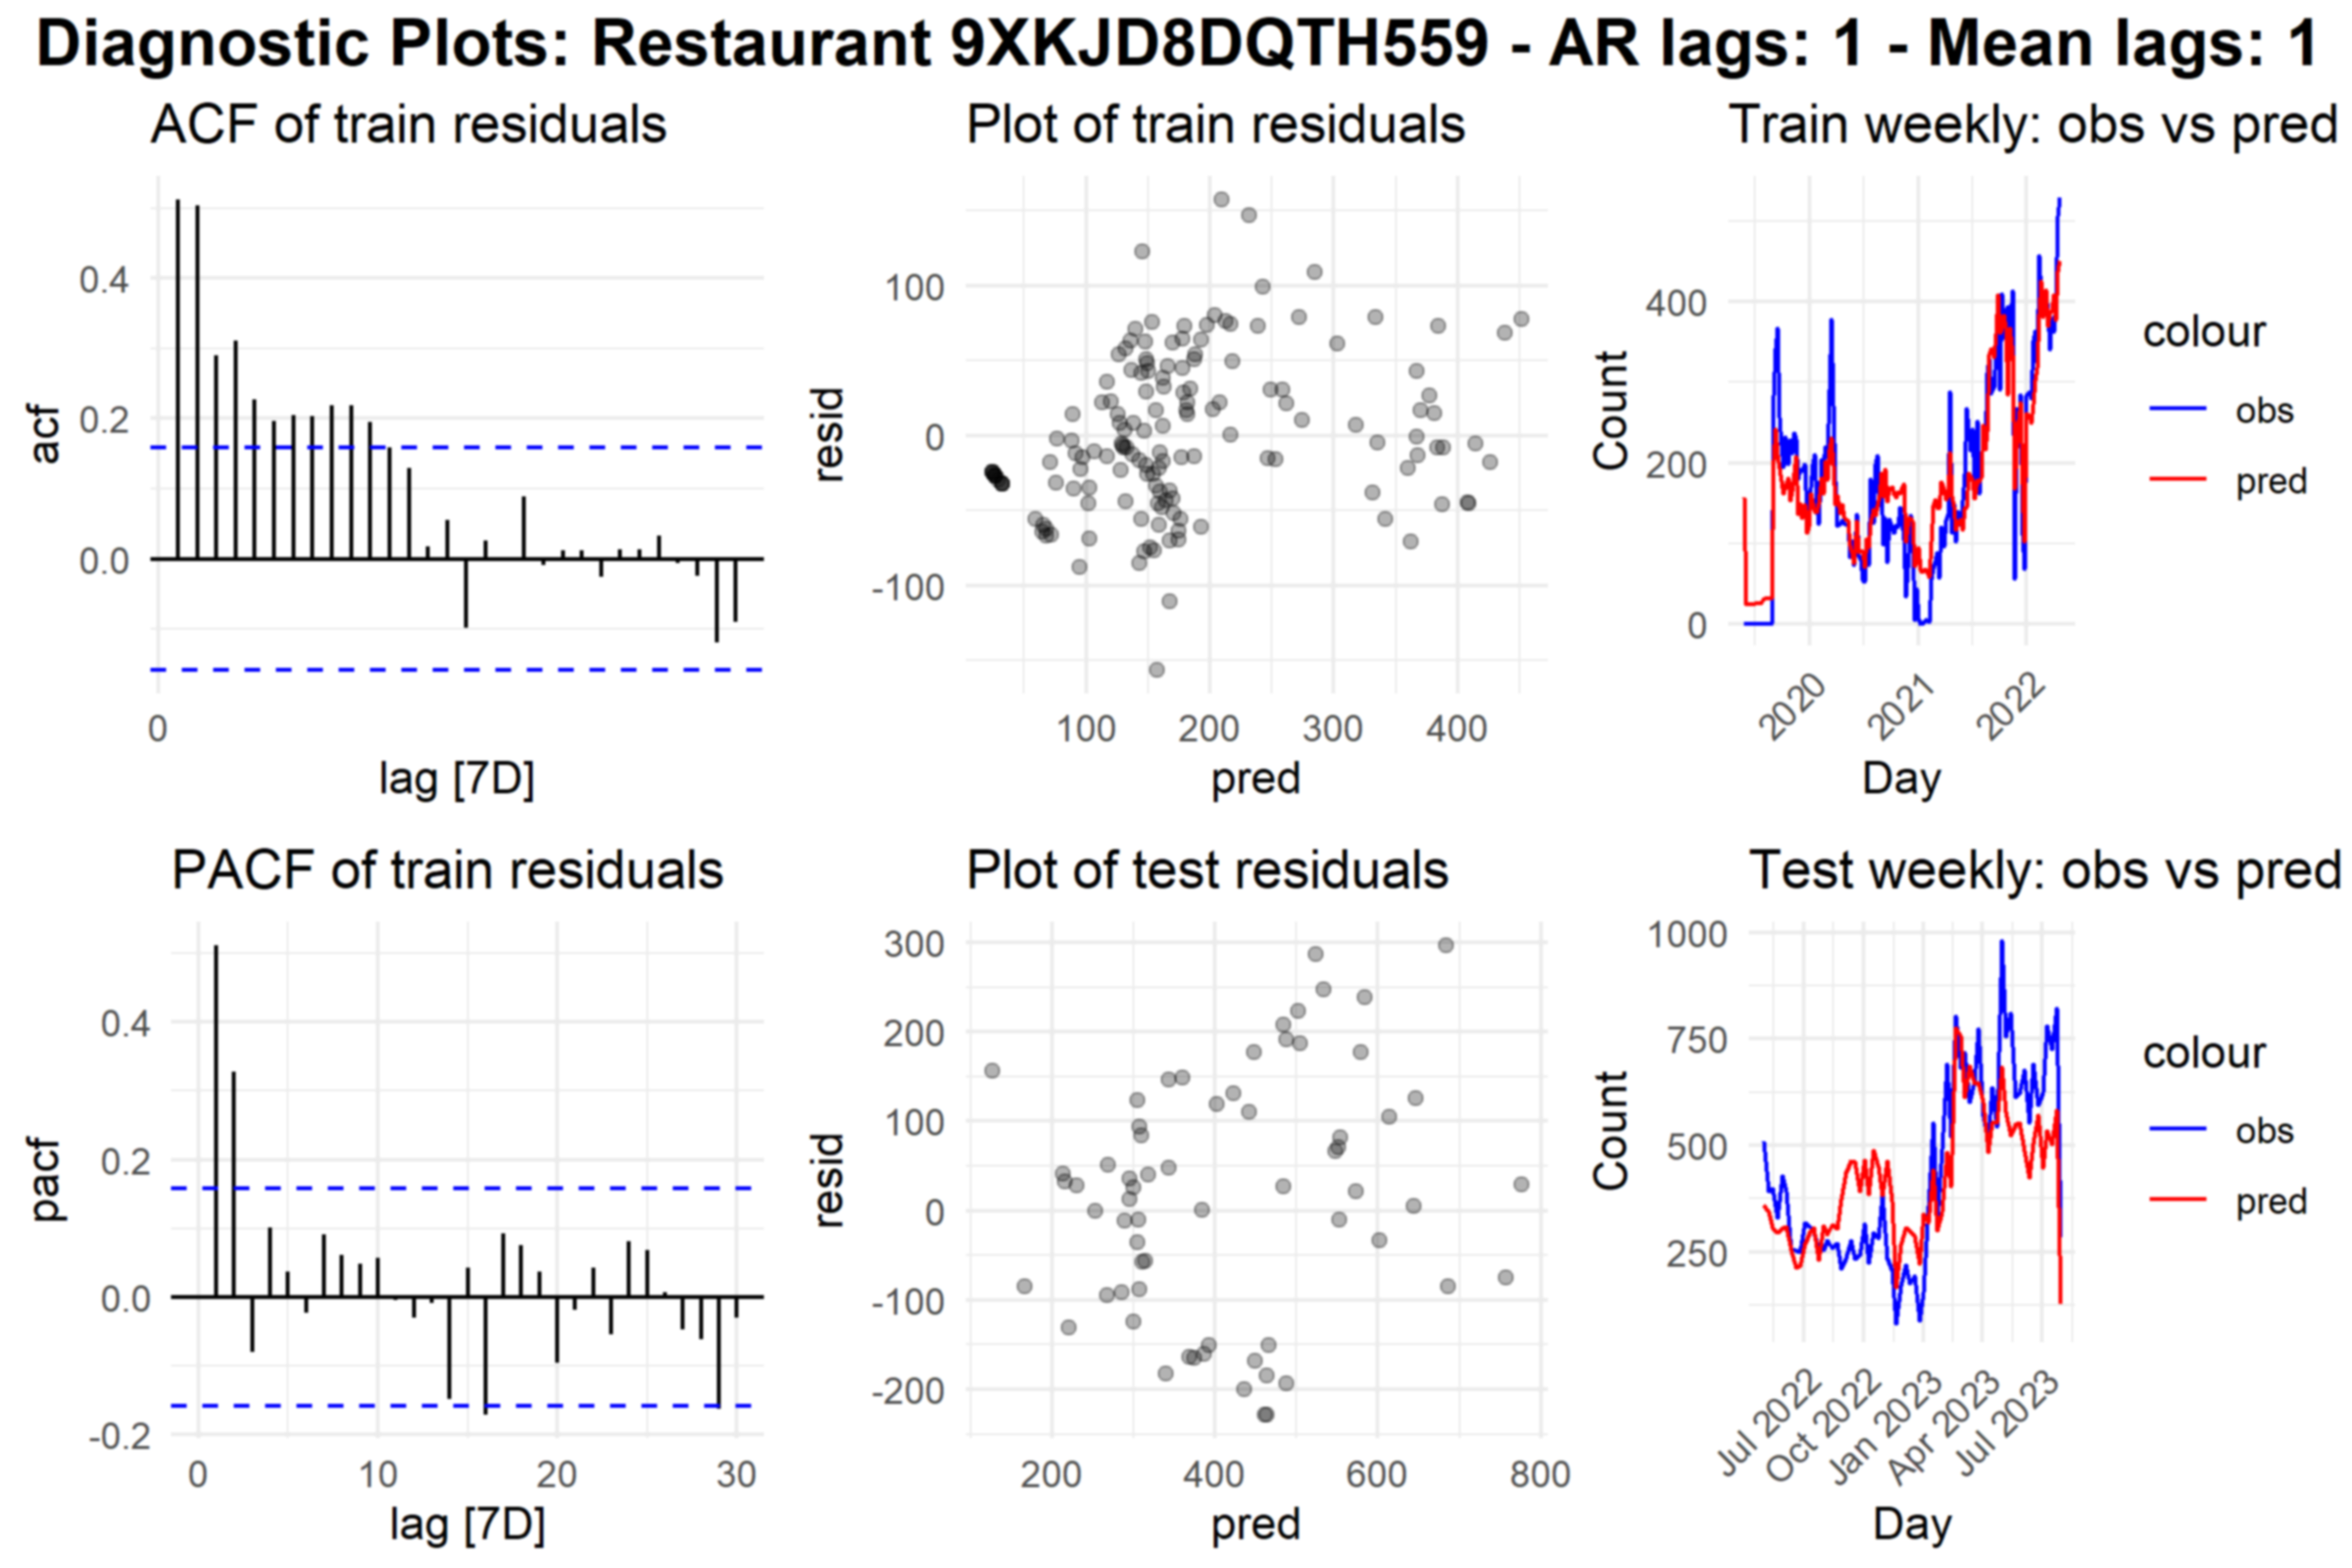 Diagnostic Plots: Restaurant 9XKJD8DQTH559 - AR lags: 1 - Mean lags: 1
ACF of train residuals
acf
0.4
0.2
0.0
0
lag [7D]
Plot of train residuals
resid
100
0
-100
100 200 300 400
pred
Train weekly: obs vs pred
Count
400
200
0
2020 2021 2022
Day
colour
obs
pred
PACF of train residuals
pacf
0.4
0.2
0.0
-0.2
0 10 20 30
lag [7D]
Plot of test residuals
resid
300
200
100
0
-100
-200
200 400 600 800
pred
Test weekly: obs vs pred
Count
1000
750
500
250
Jul 2022 Oct 2022 Jan 2023 Apr 2023 Jul 2023
Day
colour
obs
pred